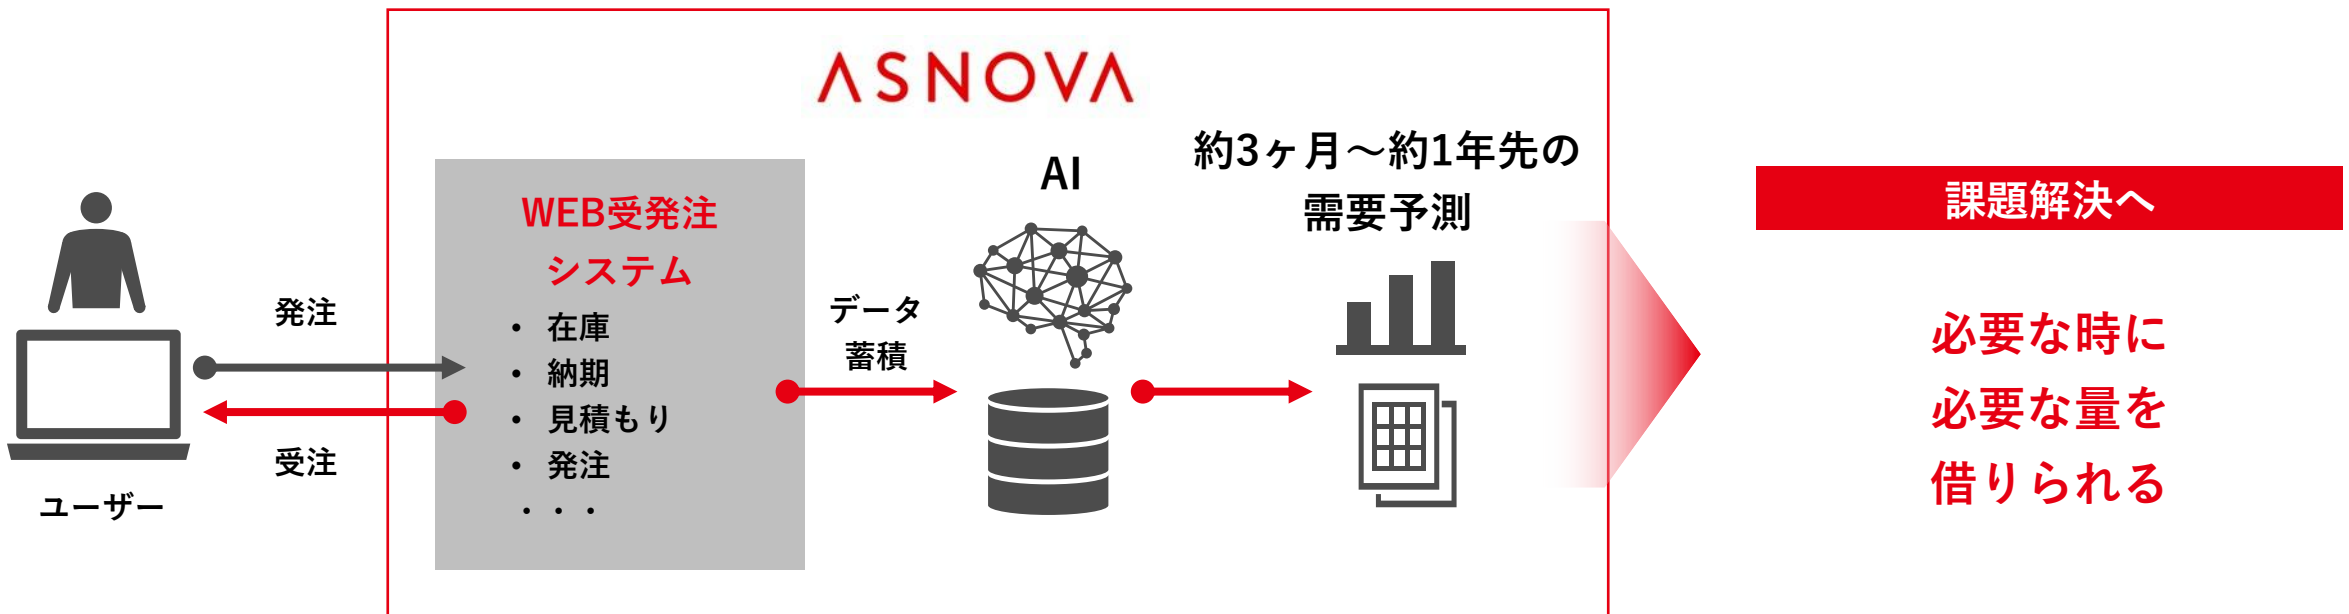 ASNOVA
ユーザー
発注
受注
WEB受発注
システム
・ 在庫
・ 納期
・ 見積もり
・ 発注
・・・
データ
蓄積
AI
約3ヶ月～約1年先の
需要予測
課題解決へ
必要な時に
必要な量を
借りられる